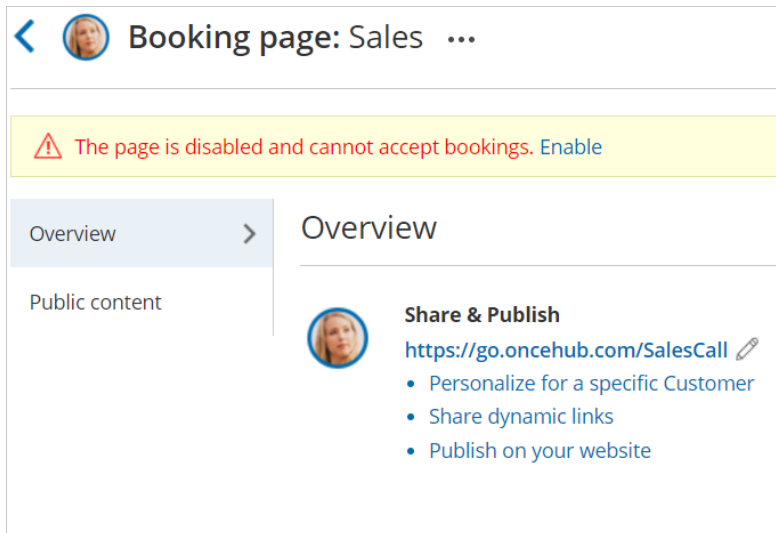 Booking page: Sales ...
The page is disabled and cannot accept bookings. Enable
Overview
Public content
Overview
Share & Publish
https://go.oncehub.com/SalesCall
• Personalize for a specific Customer
• Share dynamic links
• Publish on your website